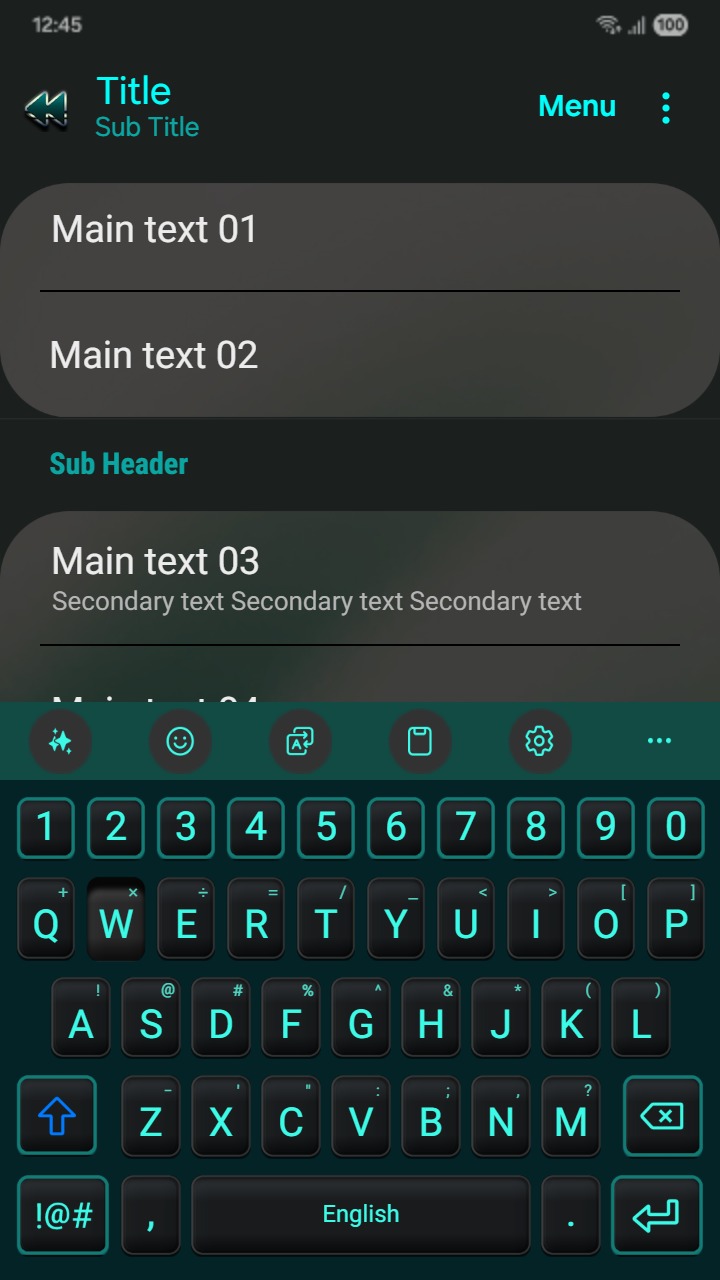 12:45
100
Title
Sub Title
Menu
Main text 01
Main text 02
Sub Header
Main text 03
Secondary text Secondary text Secondary text
1 2 3 4 5 6 7 8 9 0
+ × ÷ = / _ < > [ ]
Q W E R T Y U I O P
! @ # % ^ & * ( )
A S D F G H J K L
- ' " : ; , ?
Z X C V B N M
!@# , English .